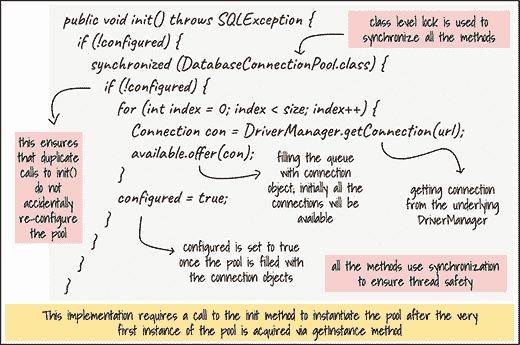 public void init() throws SQLException {
if (!configured) {
synchronized (DatabaseConnectionPool.class) {
if (!configured) {
for (int index = 0; index < size; index++) {
Connection con = DriverManager.getConnection(url);
available.offer(con);
}
configured = true;
}
}
}
}
class level lock is used to
synchronize all the methods
this ensures
that duplicate
calls to init()
do not
accidentally
re-configure
the pool
filling the queue
with connection
object; initially all the
connections will be
available
getting connection
from the underlying
DriverManager
configured is set to true
once the pool is filled with
the connection objects
all the methods use synchronization
to ensure thread safety
This implementation requires a call to the init method to instantiate the pool after the very
first instance of the pool is acquired via getInstance method